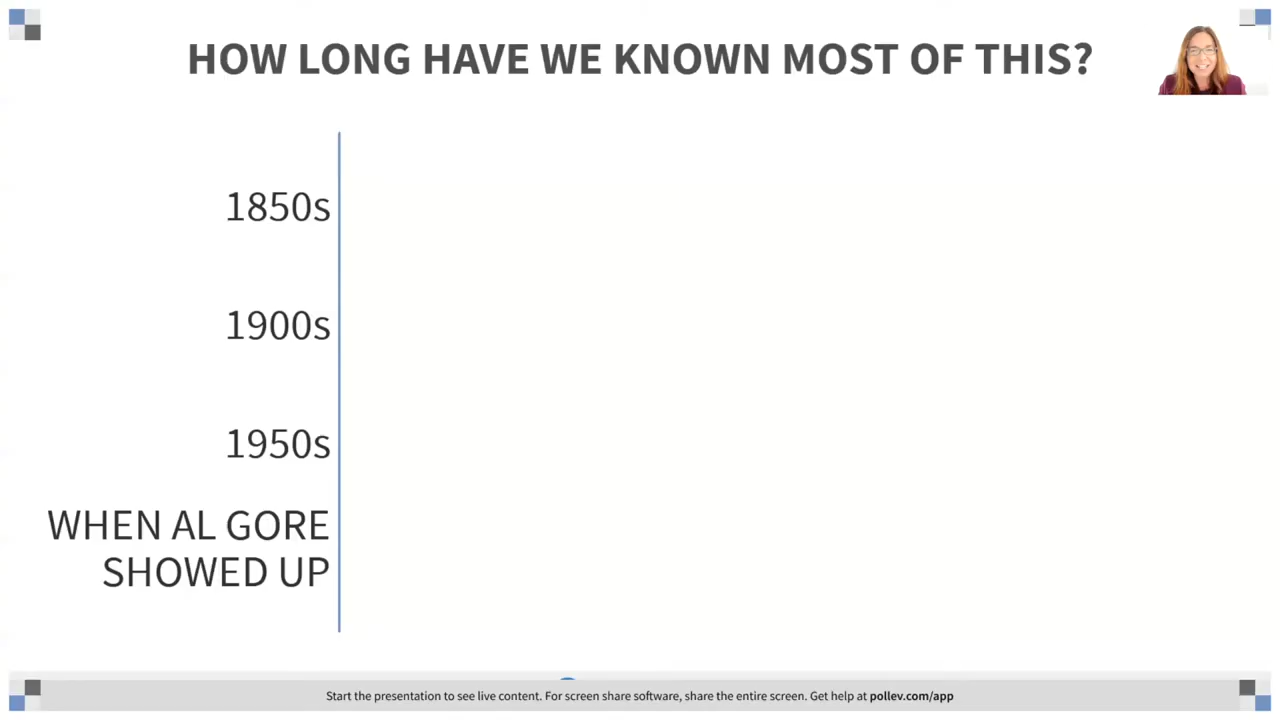 HOW LONG HAVE WE KNOWN MOST OF THIS?
1850s
1900s
1950s
WHEN AL GORE
SHOWED UP
Start the presentation to see live content. For screen share software, share the entire screen. Get help at pollev.com/app